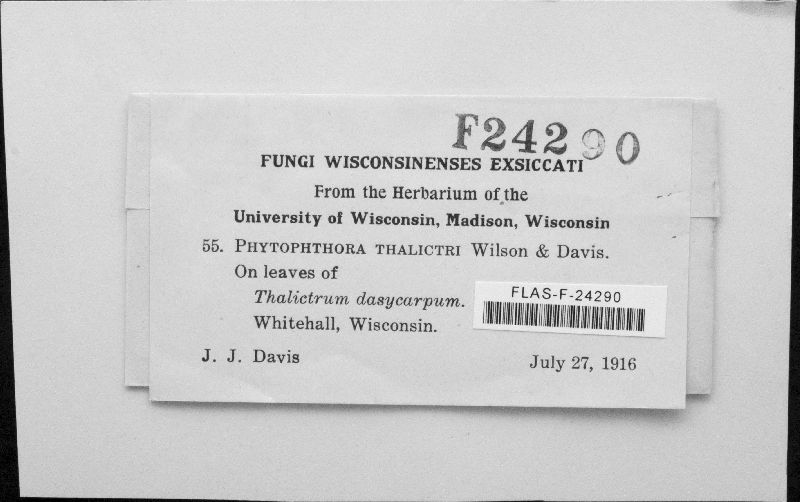 F24290
FUNGI WISCONSINENSES EXSICCATI
From the Herbarium of the
University of Wisconsin, Madison, Wisconsin
55. PHYTOPHTHORA THALICTRI Wilson & Davis.
On leaves of
Thalictrum dasycarpum.
FLAS-F-24290
Whitehall, Wisconsin.
J. J. Davis July 27, 1916